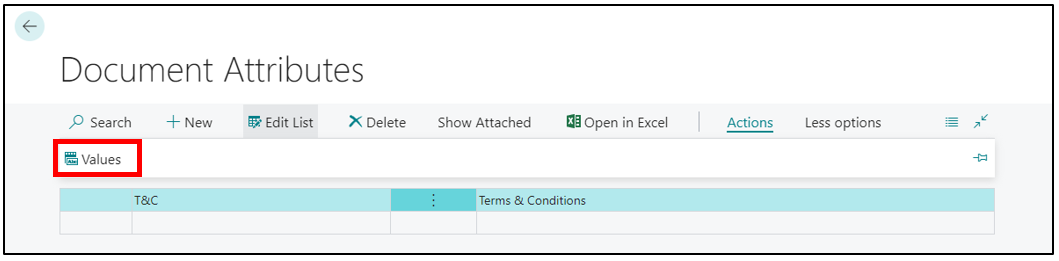 Document Attributes
Search New Edit List Delete Show Attached Open in Excel Actions Less options
Values
T&C Terms & Conditions